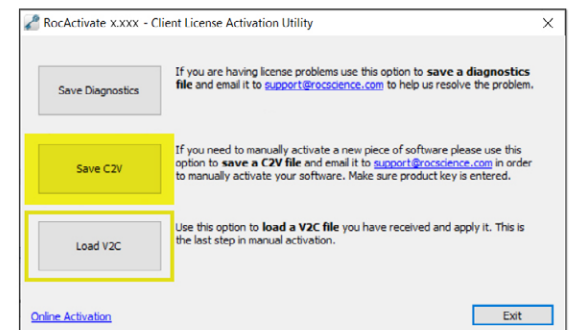 RocActivate x.xxx - Client License Activation Utility
Save Diagnostics
If you are having license problems use this option to save a diagnostics
file and email it to support@rocscience.com to help us resolve the problem.
Save C2V
If you need to manually activate a new piece of software please use this
option to save a C2V file and email it to support@rocscience.com in order
to manually activate your software. Make sure product key is entered.
Load V2C
Use this option to load a V2C file you have received and apply it. This is
the last step in manual activation.
Online Activation
Exit